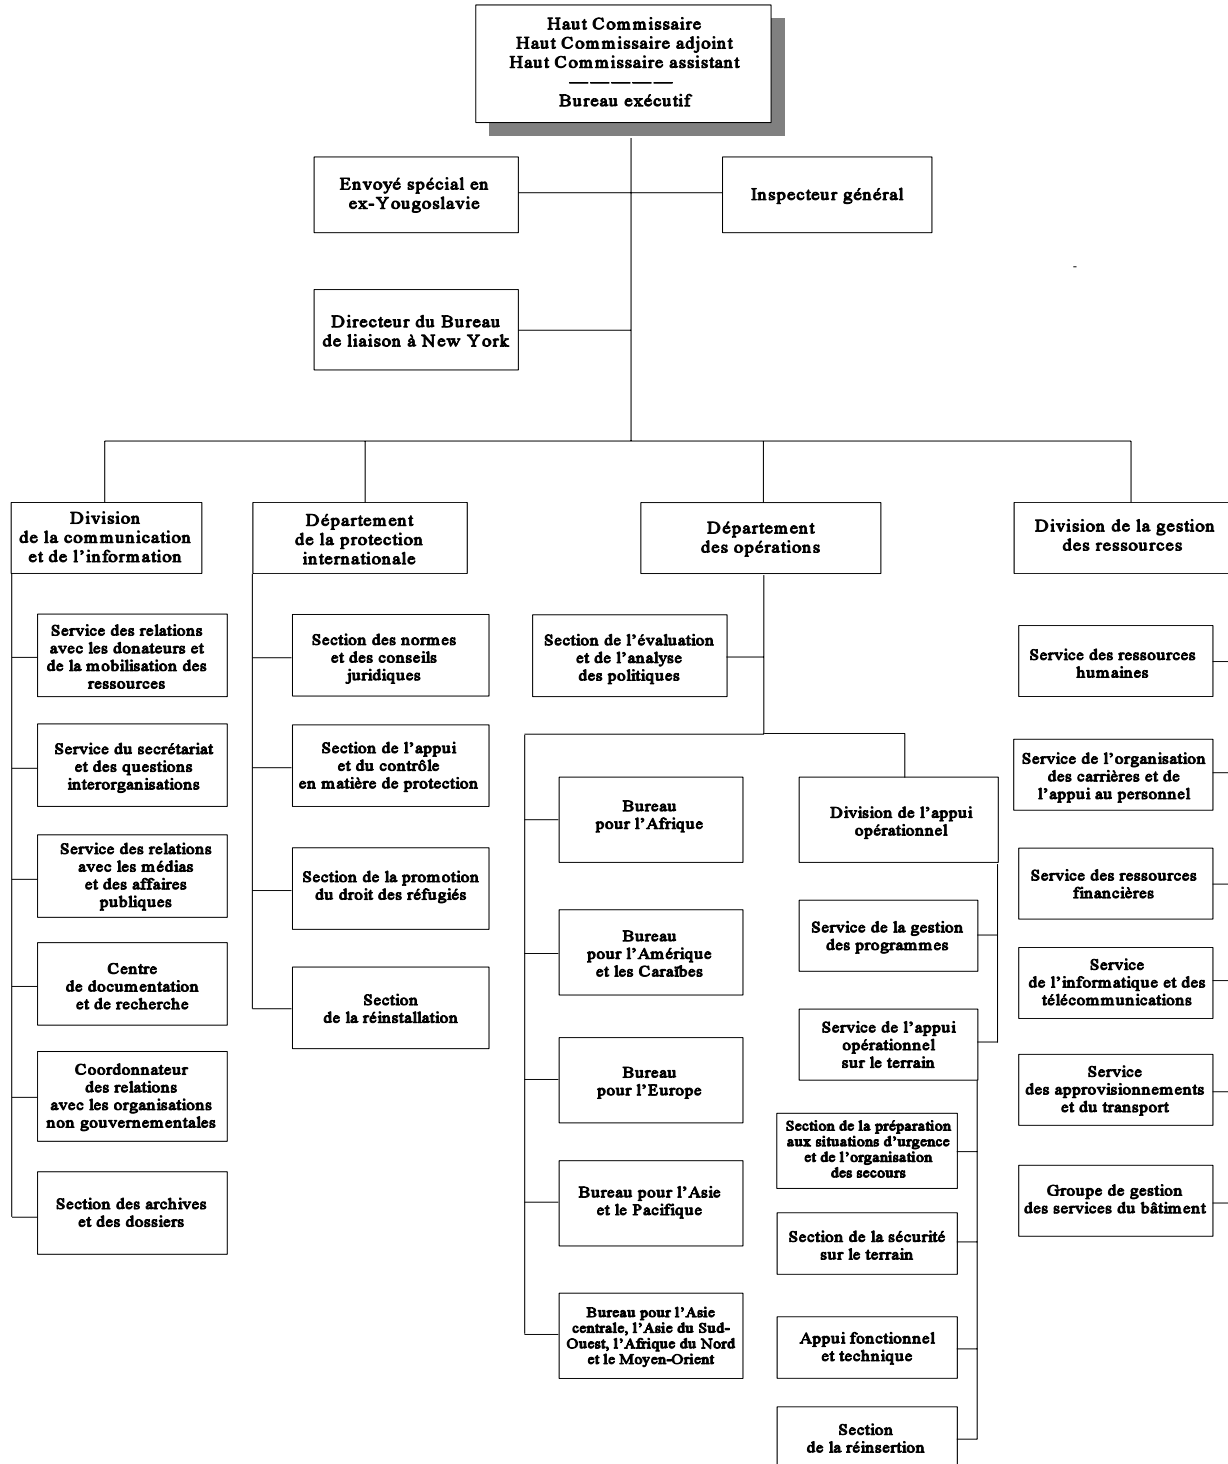 Haut Commissaire
Haut Commissaire adjoint
Haut Commissaire assistant
Bureau exécutif
Envoyé spécial en
ex-Yougoslavie
Inspecteur général
Directeur du Bureau
de liaison à New York
Division
de la communication
et de l'information
Service des relations
avec les donateurs et
de la mobilisation des
ressources
Service du secrétariat
et des questions
interorganisations
Service des relations
avec les médias
et des affaires
publiques
Centre
de documentation
et de recherche
Coordonnateur
des relations
avec les organisations
non gouvernementales
Section des archives
et des dossiers
Département
de la protection
internationale
Section des normes
et des conseils
juridiques
Section de l'appui
et du contrôle
en matière de protection
Section de la promotion
du droit des réfugiés
Section
de la réinstallation
Département
des opérations
Section de l'évaluation
et de l'analyse
des politiques
Bureau
pour l'Afrique
Bureau
pour l'Amérique
et les Caraïbes
Bureau
pour l'Europe
Bureau pour l'Asie
et le Pacifique
Bureau pour l'Asie
centrale, l'Asie du Sud-
Ouest, l'Afrique du Nord
et le Moyen-Orient
Division de l'appui
opérationnel
Service de la gestion
des programmes
Service de l'appui
opérationnel
sur le terrain
Section de la préparation
aux situations d'urgence
et de l'organisation
des secours
Section de la sécurité
sur le terrain
Appui fonctionnel
et technique
Section
de la réinsertion
Division de la gestion
des ressources
Service des ressources
humaines
Service de l'organisation
des carrières et de
l'appui au personnel
Service des ressources
financières
Service
de l'informatique et des
télécommunications
Service
des approvisionnements
et du transport
Groupe de gestion
des services du bâtiment